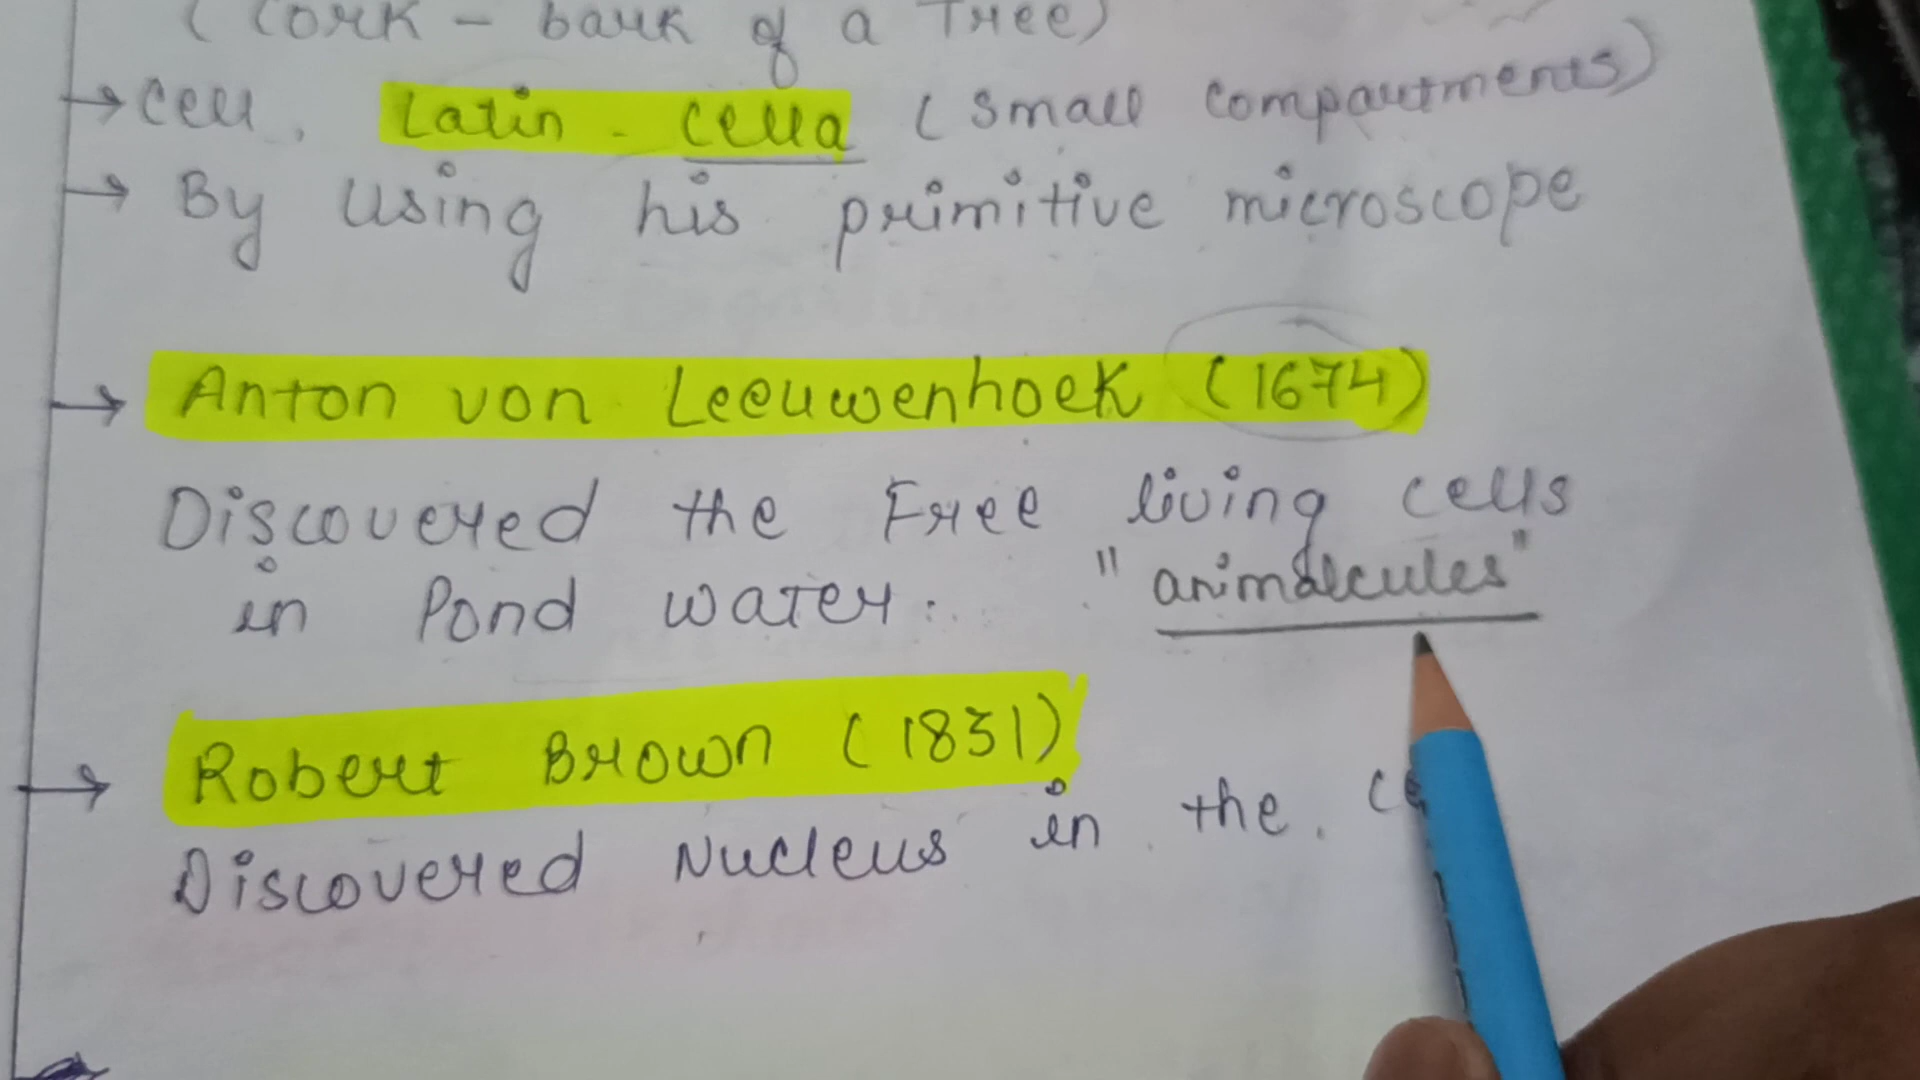 ( Cork - bark of a Tree)
→ Cell, Latin - cella (small compartments)
→ By using his primitive microscope
→ Anton von Leeuwenhoek (1674)
Discovered the Free living cells
in Pond water. "animalcules"
→ Robert Brown (1831)
Discovered Nucleus in the